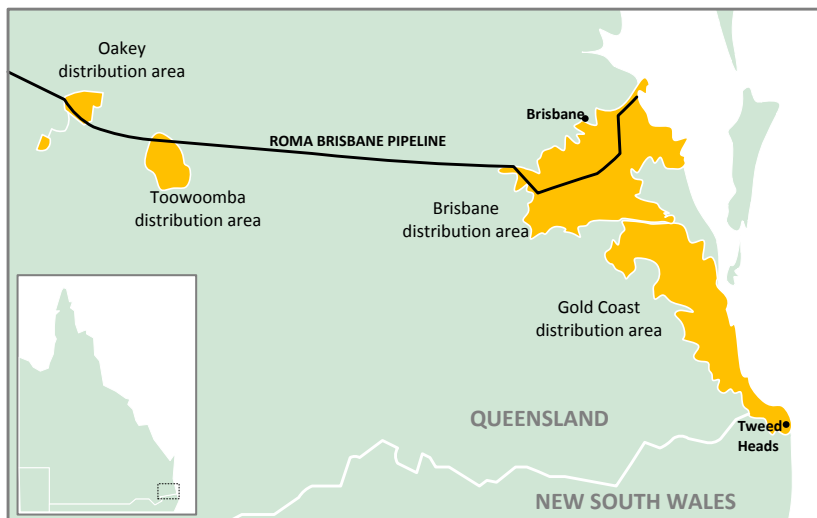 Oakey
distribution area
Brisbane
ROMA BRISBANE PIPELINE
Toowoomba
distribution area
Brisbane
distribution area
Gold Coast
distribution area
QUEENSLAND
Tweed
Heads
NEW SOUTH WALES